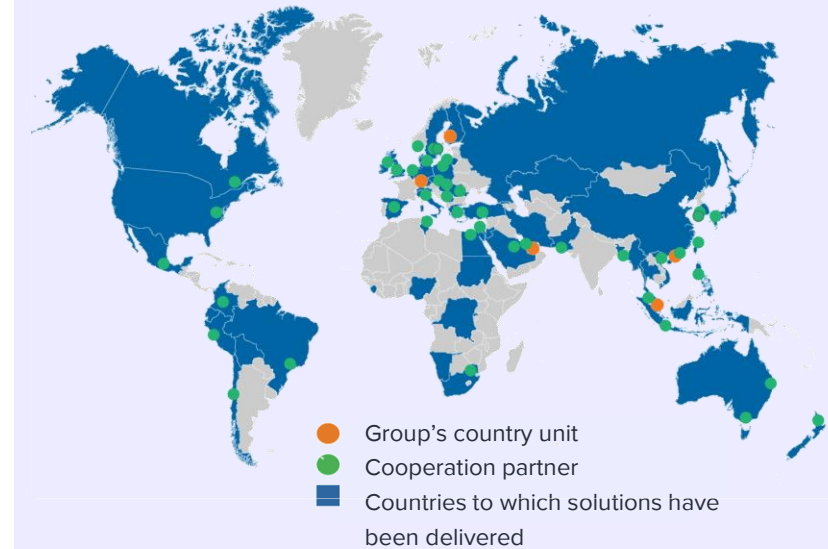 Group’s country unit
Cooperation partner
Countries to which solutions have
been delivered